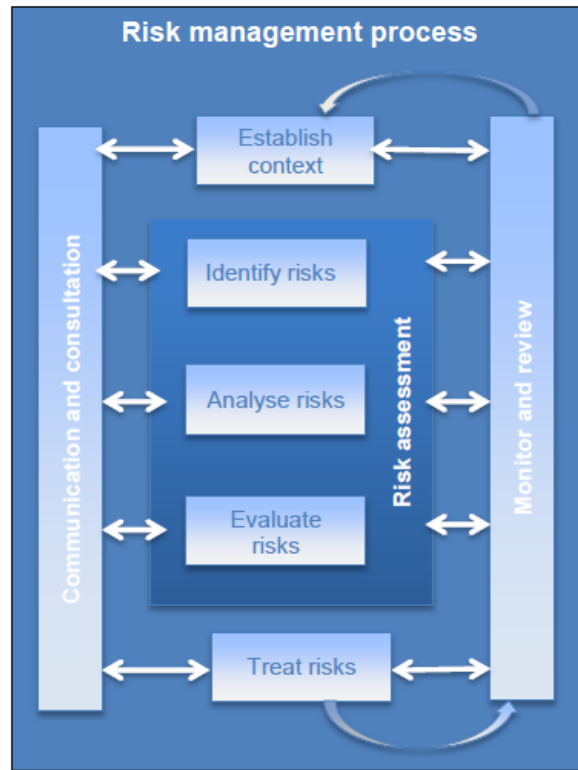 Risk management process
Establish
context
Communication and consultation
Identify risks
Analyse risks
Evaluate
risks
Risk assessment
Monitor and review
Treat risks